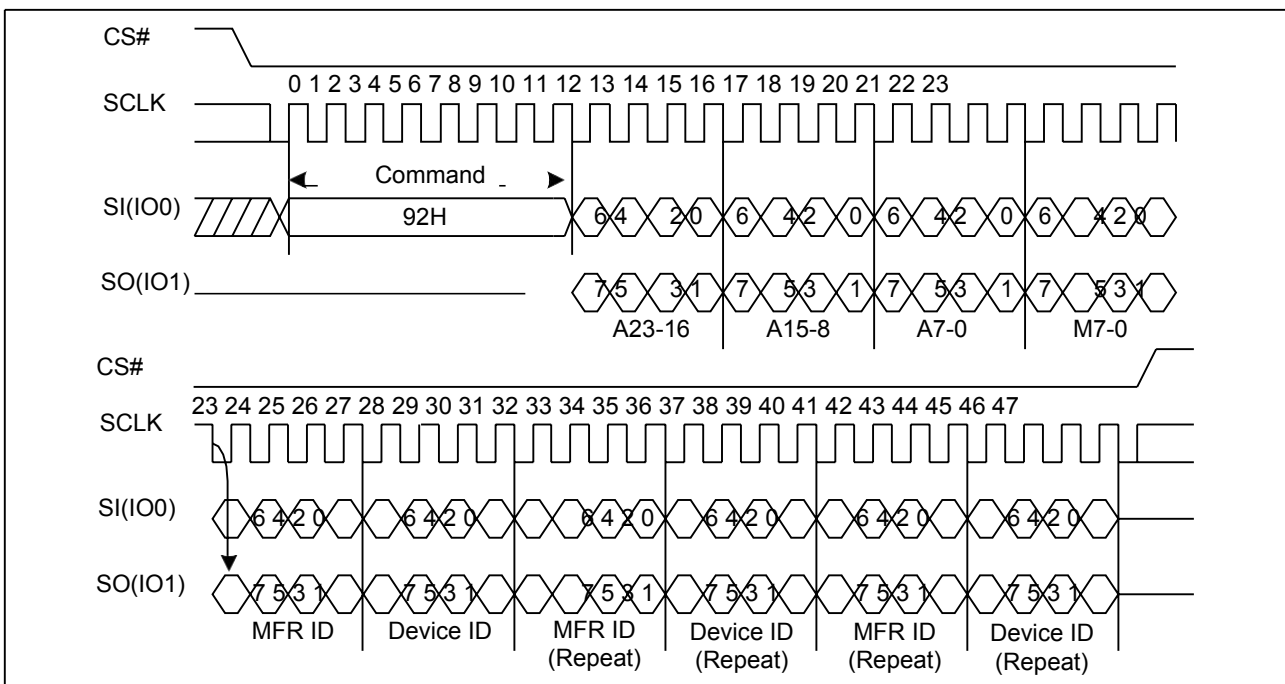 CS#
0 1 2 3 4 5 6 7 8 9 10 11 12 13 14 15 16 17 18 19 20 21 22 23
SCLK
Command
SI(IO0)
92H
6 4 2 0 6 4 2 0 6 4 2 0 6 4 2 0
SO(IO1)
7 5 3 1 7 5 3 1 7 5 3 1 7 5 3 1
A23-16 A15-8 A7-0 M7-0
CS#
23 24 25 26 27 28 29 30 31 32 33 34 35 36 37 38 39 40 41 42 43 44 45 46 47
SCLK
SI(IO0)
6 4 2 0 6 4 2 0 6 4 2 0 6 4 2 0 6 4 2 0 6 4 2 0
SO(IO1)
7 5 3 1 7 5 3 1 7 5 3 1 7 5 3 1 7 5 3 1 7 5 3 1
MFR ID Device ID MFR ID Device ID MFR ID Device ID
(Repeat) (Repeat) (Repeat) (Repeat)